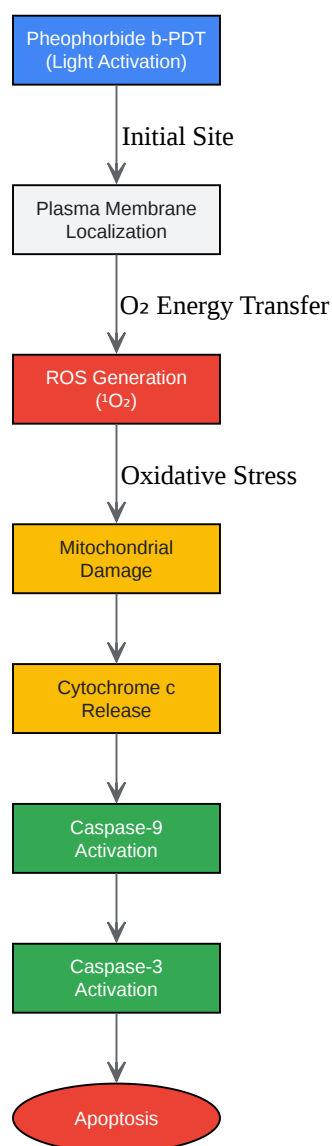 Pheophorbide b-PDT
(Light Activation)
Initial Site
Plasma Membrane
Localization
O₂ Energy Transfer
ROS Generation
(¹O₂)
Oxidative Stress
Mitochondrial
Damage
Cytochrome c
Release
Caspase-9
Activation
Caspase-3
Activation
Apoptosis